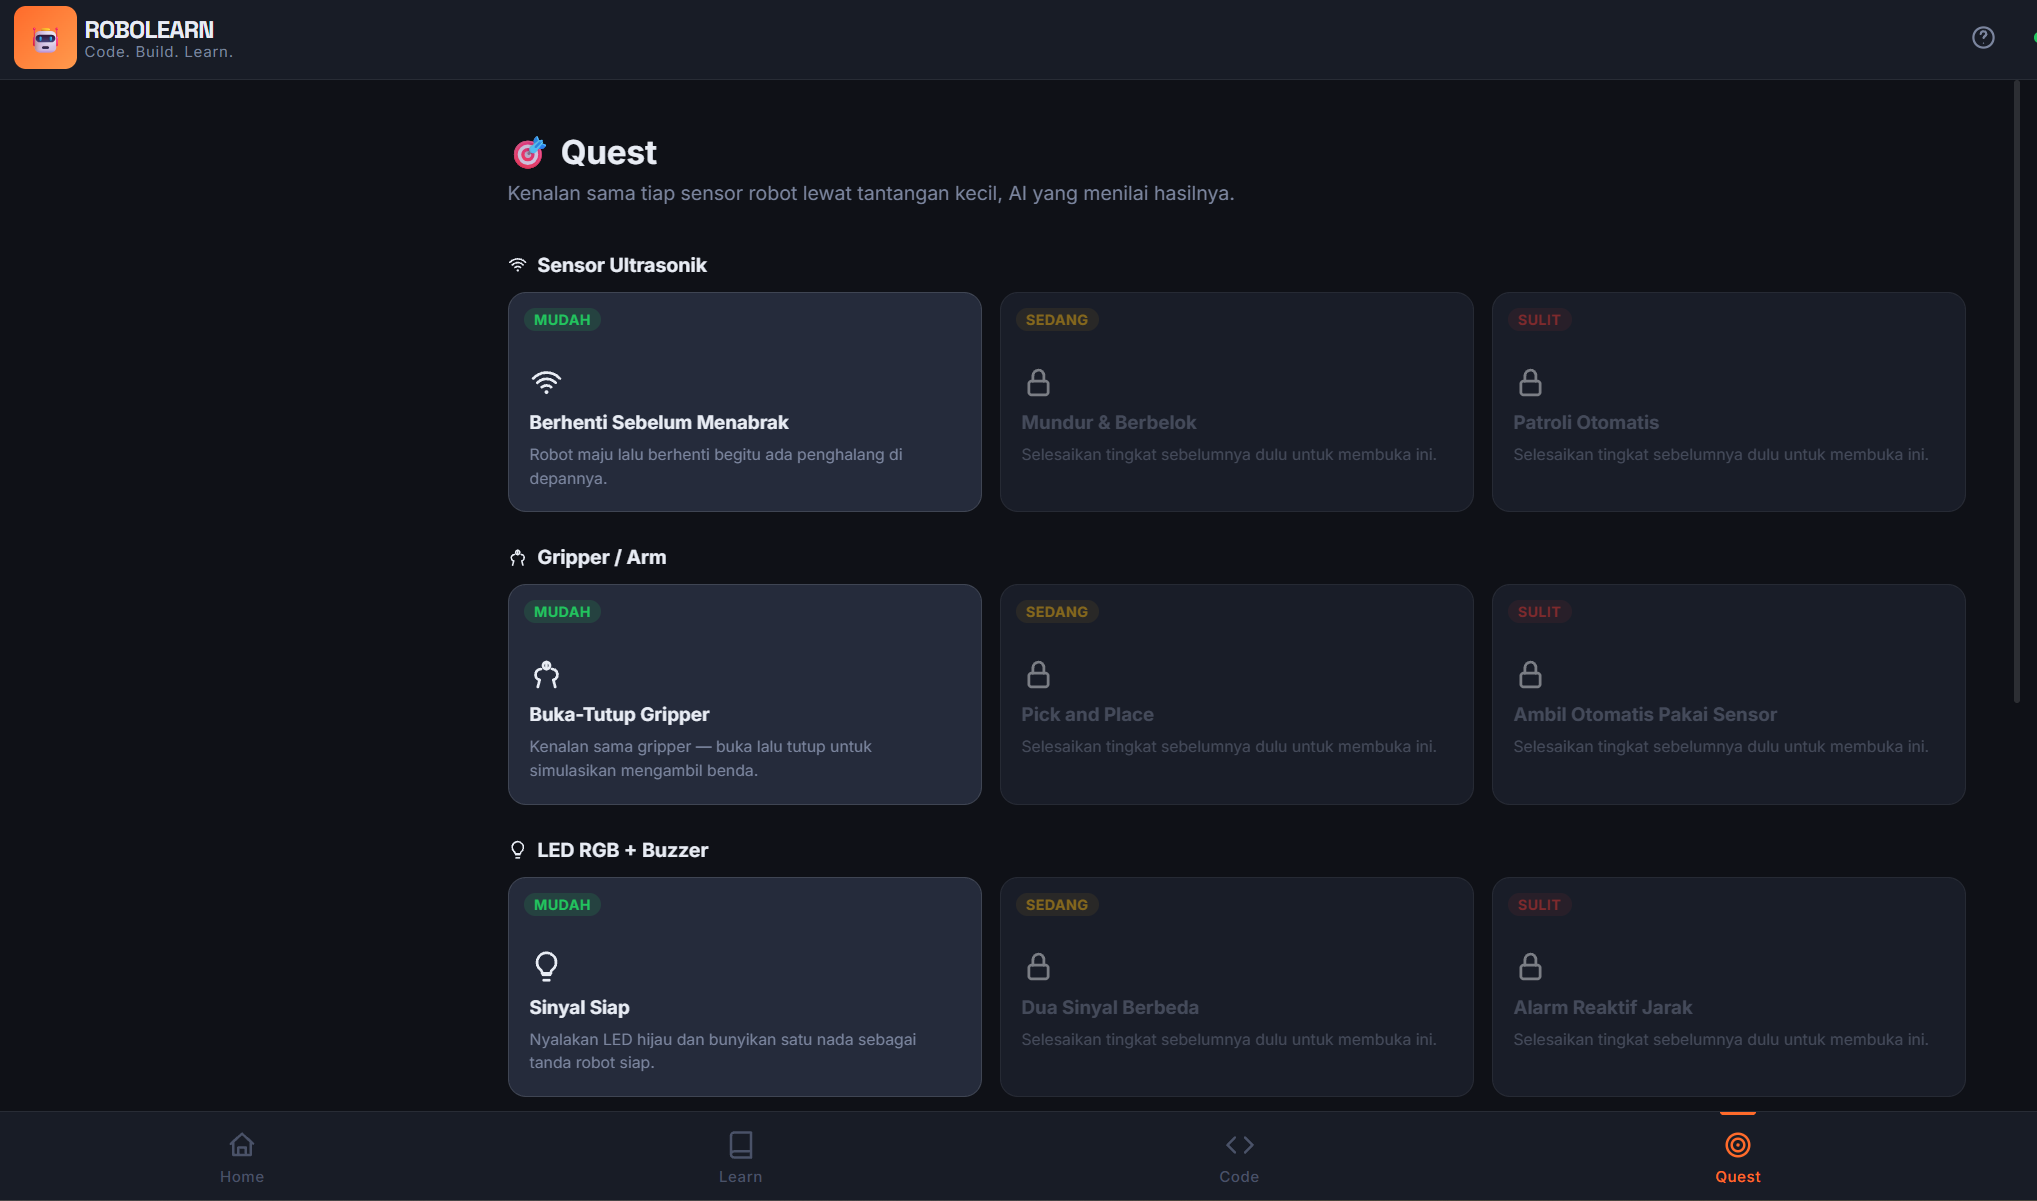 ROBOLEARN
Code. Build. Learn.
Quest
Kenalan sama tiap sensor robot lewat tantangan kecil, AI yang menilai hasilnya.
Sensor Ultrasonik
MUDAH
Berhenti Sebelum Menabrak
Robot maju lalu berhenti begitu ada penghalang di
depannya.
SEDANG
Mundur & Berbelok
Selesaikan tingkat sebelumnya dulu untuk membuka ini.
SULIT
Patroli Otomatis
Selesaikan tingkat sebelumnya dulu untuk membuka ini.
Gripper / Arm
MUDAH
Buka-Tutup Gripper
Kenalan sama gripper — buka lalu tutup untuk
simulasikan mengambil benda.
SEDANG
Pick and Place
Selesaikan tingkat sebelumnya dulu untuk membuka ini.
SULIT
Ambil Otomatis Pakai Sensor
Selesaikan tingkat sebelumnya dulu untuk membuka ini.
LED RGB + Buzzer
MUDAH
Sinyal Siap
Nyalakan LED hijau dan bunyikan satu nada sebagai
tanda robot siap.
SEDANG
Dua Sinyal Berbeda
Selesaikan tingkat sebelumnya dulu untuk membuka ini.
SULIT
Alarm Reaktif Jarak
Selesaikan tingkat sebelumnya dulu untuk membuka ini.
Home
Learn
Code
Quest